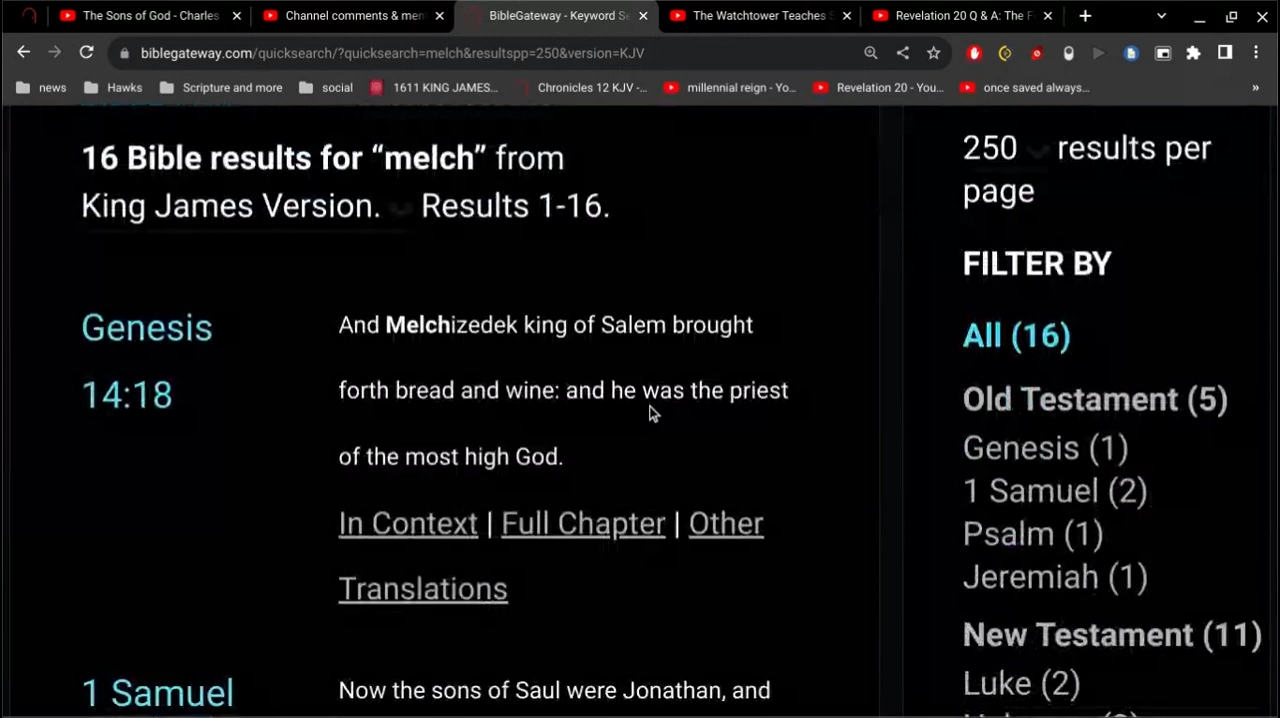 The Sons of God - Charles
Channel comments & men
BibleGateway - Keyword Se
The Watchtower Teaches S
Revelation 20 Q & A: The F
biblegateway.com/quicksearch/?quicksearch=melch&resultspp=250&version=KJV
news
Hawks
Scripture and more
social
1611 KING JAMES...
Chronicles 12 KJV -...
millennial reign - Yo...
Revelation 20 - You...
once saved always...
»
16 Bible results for “melch” from
King James Version. Results 1-16.
Genesis
14:18
And Melchizedek king of Salem brought
forth bread and wine: and he was the priest
of the most high God.
In Context | Full Chapter | Other
Translations
1 Samuel
Now the sons of Saul were Jonathan, and
250 results per
page
FILTER BY
All (16)
Old Testament (5)
Genesis (1)
1 Samuel (2)
Psalm (1)
Jeremiah (1)
New Testament (11)
Luke (2)